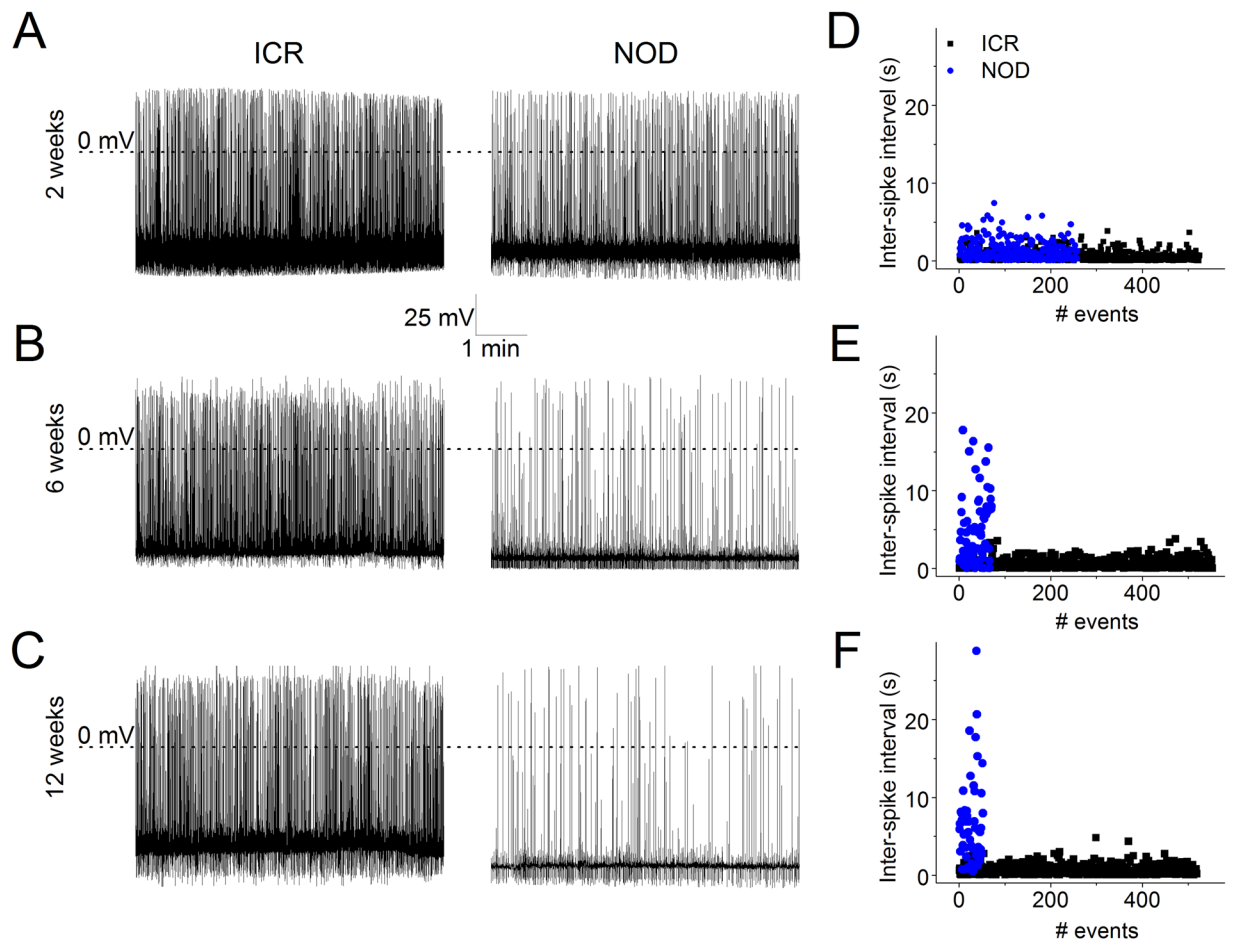 A
D
ICR
NOD
2 weeks
0 mV
Inter-sipke intervel (s)
ICR
NOD
20
10
0
0
200
400
# events
25 mV
1 min
B
E
6 weeks
0 mV
Inter-spike interval (s)
20
10
0
0
200
400
# events
C
F
12 weeks
0 mV
Inter-spike interval (s)
20
10
0
0
200
400
# events